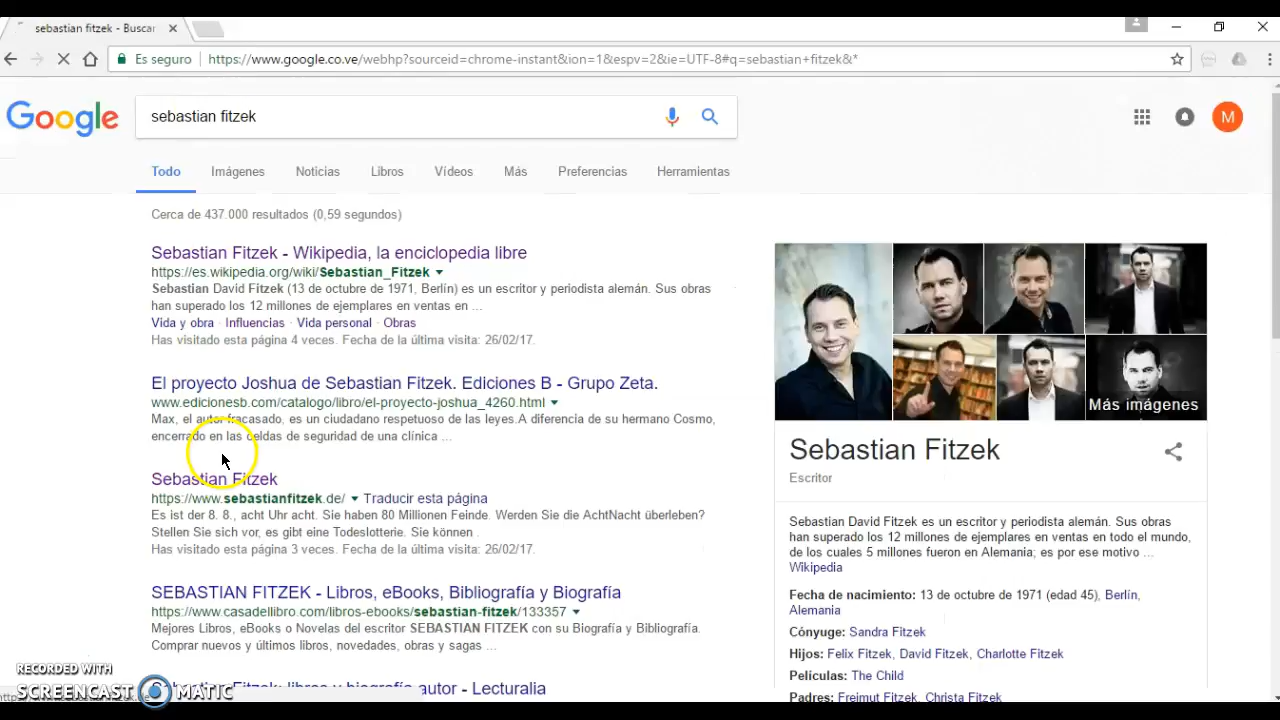 sebastian fitzek - Buscar
Es seguro
https://www.google.co.ve/webhp?sourceid=chrome-instant&ion=1&espv=2&ie=UTF-8#q=sebastian+fitzek&*
Google
sebastian fitzek
M
Todo
Imágenes
Noticias
Libros
Vídeos
Más
Preferencias
Herramientas
Cerca de 437.000 resultados (0,59 segundos)
Sebastian Fitzek - Wikipedia, la enciclopedia libre
https://es.wikipedia.org/wiki/Sebastian_Fitzek
Sebastian David Fitzek (13 de octubre de 1971, Berlín) es un escritor y periodista alemán. Sus obras
han superado los 12 millones de ejemplares en ventas en ...
Vida y obra · Influencias · Vida personal · Obras
Has visitado esta página 4 veces. Fecha de la última visita: 26/02/17.
El proyecto Joshua de Sebastian Fitzek. Ediciones B - Grupo Zeta.
www.edicionesb.com/catalogo/libro/el-proyecto-joshua_4260.html
Max, el autor fracasado, es un ciudadano respetuoso de las leyes.A diferencia de su hermano Cosmo,
encerrado en las celdas de seguridad de una clínica ...
Sebastian Fitzek
https://www.sebastianfitzek.de/ Traducir esta página
Es ist der 8. 8., acht Uhr acht. Sie haben 80 Millionen Feinde. Werden Sie die AchtNacht überleben?
Stellen Sie sich vor, es gibt eine Todeslotterie. Sie können
Has visitado esta página 3 veces. Fecha de la última visita: 26/02/17.
SEBASTIAN FITZEK - Libros, eBooks, Bibliografía y Biografía
https://www.casadellibro.com/libros-ebooks/sebastian-fitzek/133357
Mejores Libros, eBooks o Novelas del escritor SEBASTIAN FITZEK con su Biografía y Bibliografía.
Comprar nuevos y últimos libros, novedades, obras y sagas ...
Sebastian Fitzek: libros y biografía autor - Lecturalia
Más imágenes
Sebastian Fitzek
Escritor
Sebastian David Fitzek es un escritor y periodista alemán. Sus obras
han superado los 12 millones de ejemplares en ventas en todo el mundo,
de los cuales 5 millones fueron en Alemania; es por ese motivo ...
Wikipedia
Fecha de nacimiento: 13 de octubre de 1971 (edad 45), Berlín,
Alemania
Cónyuge: Sandra Fitzek
Hijos: Felix Fitzek, David Fitzek, Charlotte Fitzek
Películas: The Child
Padres: Freimut Fitzek, Christa Fitzek
RECORDED WITH
SCREENCAST MATIC